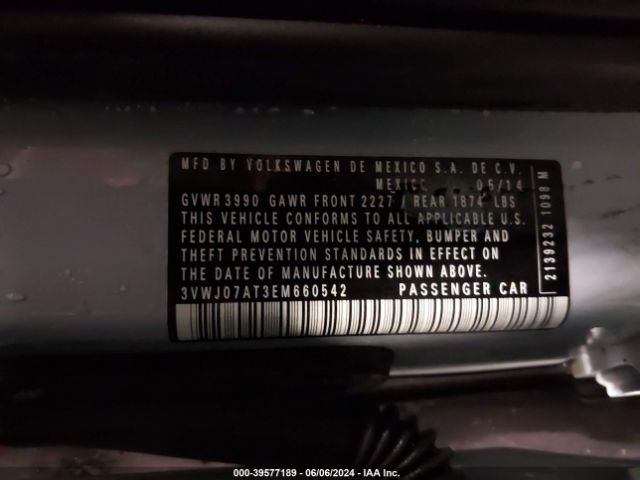 MFD BY VOLKSWAGEN DE MEXICO S.A. DE C.V.
MEXICO 05/14
GVWR 3990 GAWR FRONT 2227 / REAR 1874 LBS
THIS VEHICLE CONFORMS TO ALL APPLICABLE U.S.
FEDERAL MOTOR VEHICLE SAFETY, BUMPER AND
THEFT PREVENTION STANDARDS IN EFFECT ON
THE DATE OF MANUFACTURE SHOWN ABOVE.
3VWJ07AT3EM660542 PASSENGER CAR
2139232 1098 M
000-39577189 - 06/06/2024 - IAA Inc.